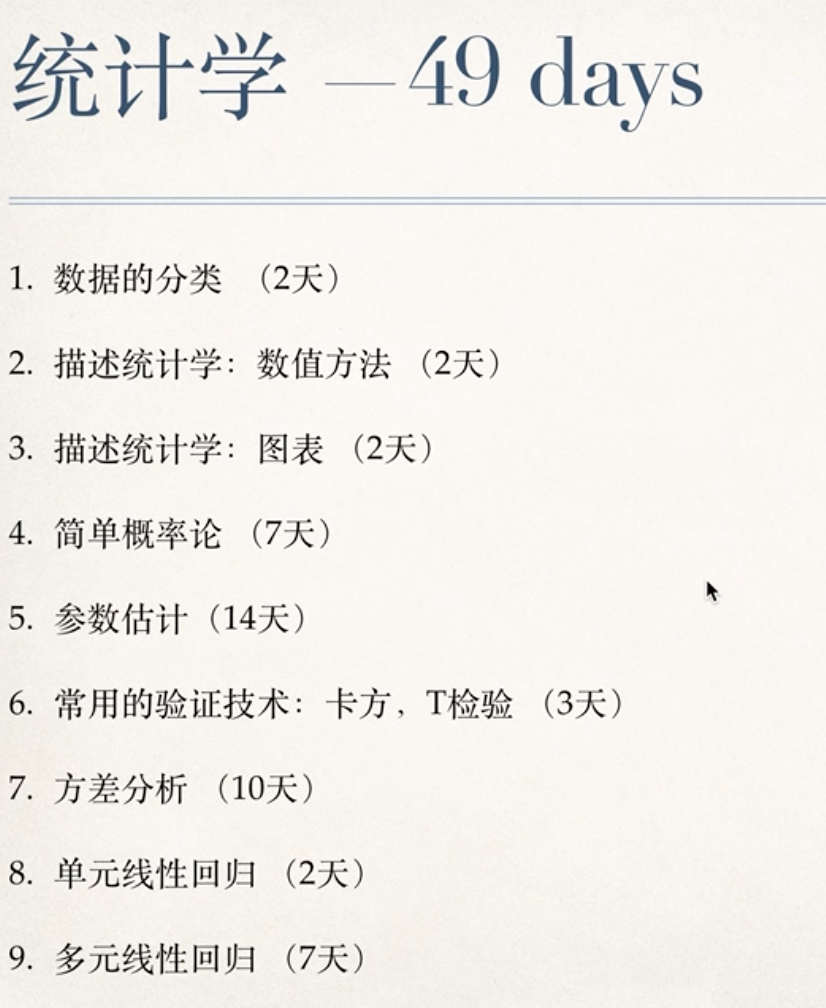 统计学 — 49 days
1. 数据的分类 （2天）
2. 描述统计学：数值方法 （2天）
3. 描述统计学：图表 （2天）
4. 简单概率论 （7天）
5. 参数估计（14天）
6. 常用的验证技术：卡方，T检验 （3天）
7. 方差分析 （10天）
8. 单元线性回归 （2天）
9. 多元线性回归 （7天）